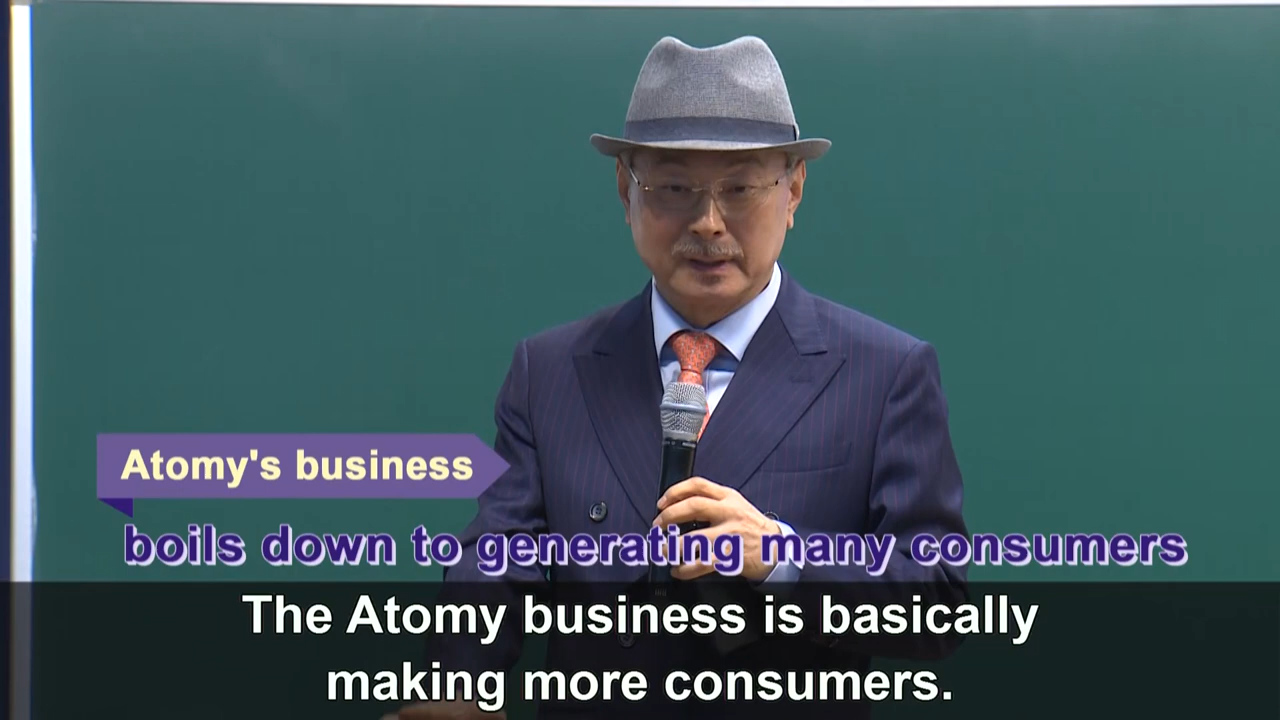 Atomy's business
boils down to generating many consumers
The Atomy business is basically
making more consumers.